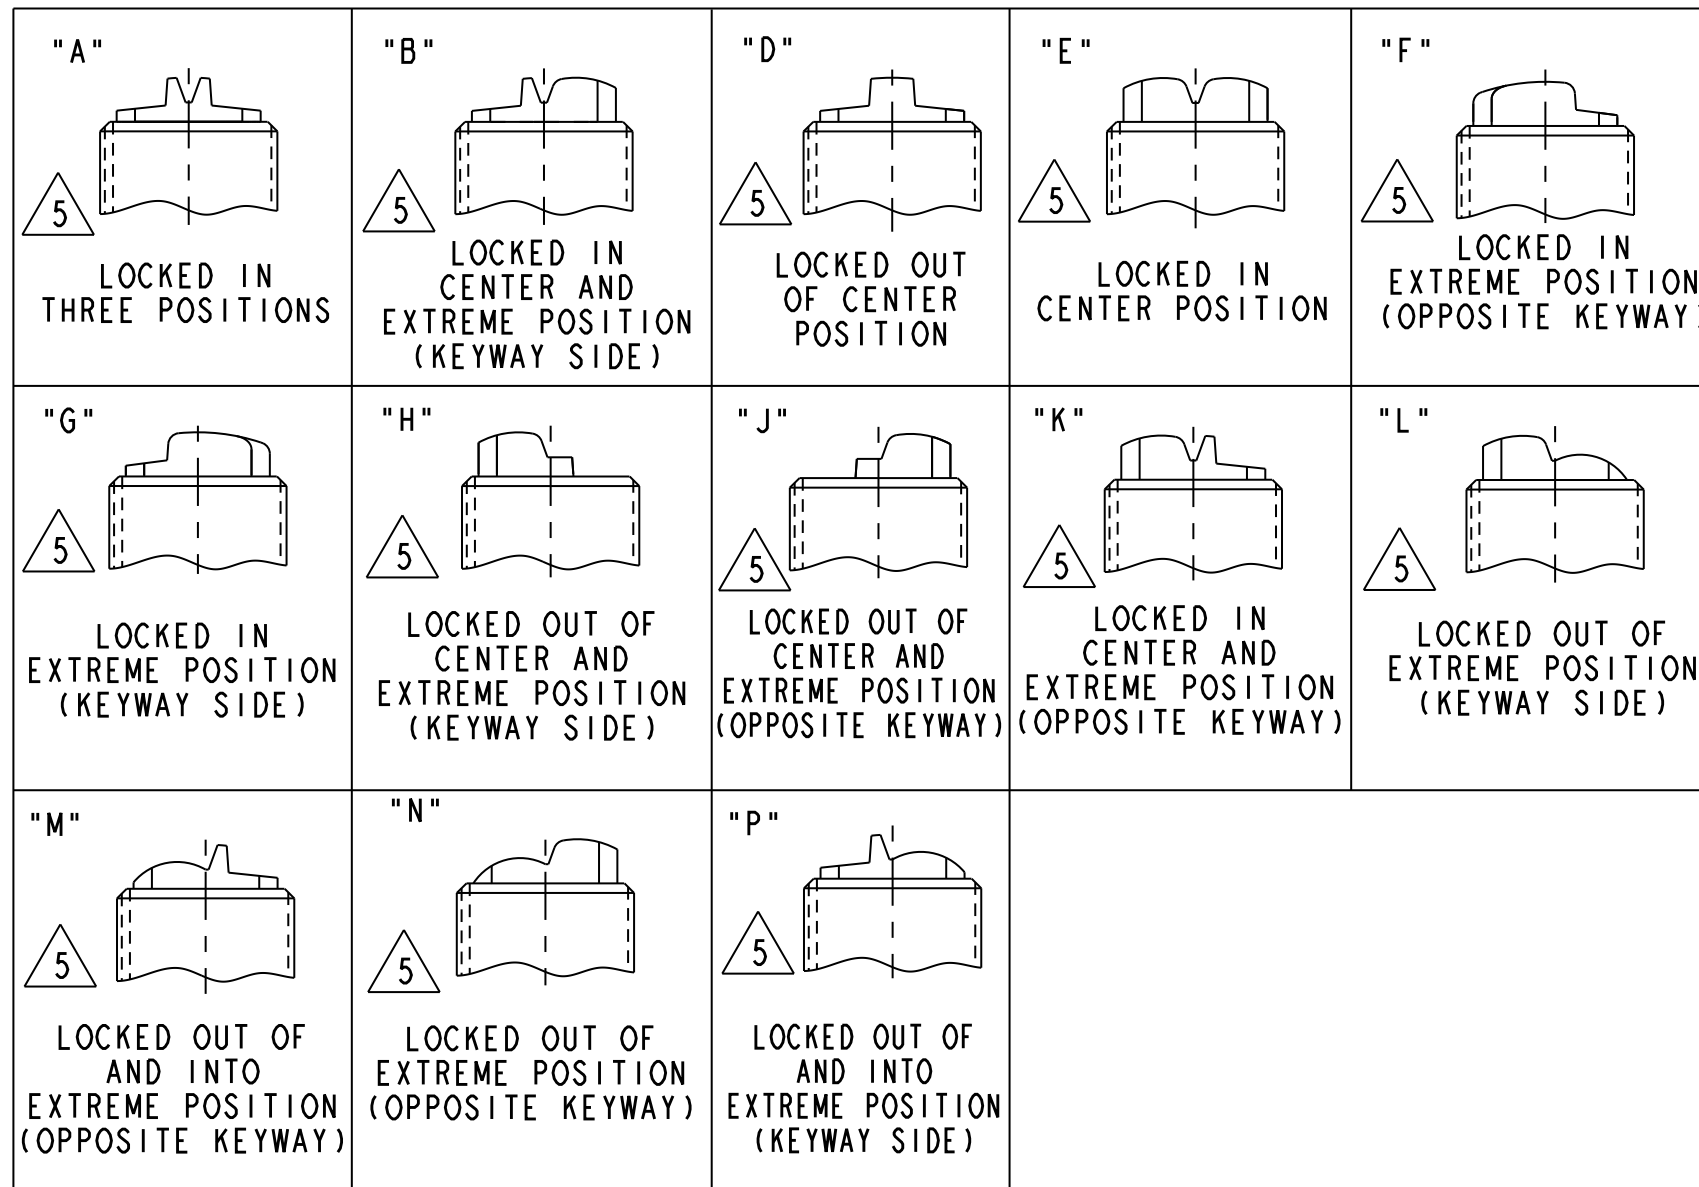 "A"
5
LOCKED IN
THREE POSITIONS
"B"
5
LOCKED IN
CENTER AND
EXTREME POSITION
(KEYWAY SIDE)
"D"
5
LOCKED OUT
OF CENTER
POSITION
"E"
5
LOCKED IN
CENTER POSITION
"F"
5
LOCKED IN
EXTREME POSITION
(OPPOSITE KEYWAY)
"G"
5
LOCKED IN
EXTREME POSITION
(KEYWAY SIDE)
"H"
5
LOCKED OUT OF
CENTER AND
EXTREME POSITION
(KEYWAY SIDE)
"J"
5
LOCKED OUT OF
CENTER AND
EXTREME POSITION
(OPPOSITE KEYWAY)
"K"
5
LOCKED IN
CENTER AND
EXTREME POSITION
(OPPOSITE KEYWAY)
"L"
5
LOCKED OUT OF
EXTREME POSITION
(KEYWAY SIDE)
"M"
5
LOCKED OUT OF
AND INTO
EXTREME POSITION
(OPPOSITE KEYWAY)
"N"
5
LOCKED OUT OF
EXTREME POSITION
(OPPOSITE KEYWAY)
"P"
5
LOCKED OUT OF
AND INTO
EXTREME POSITION
(KEYWAY SIDE)